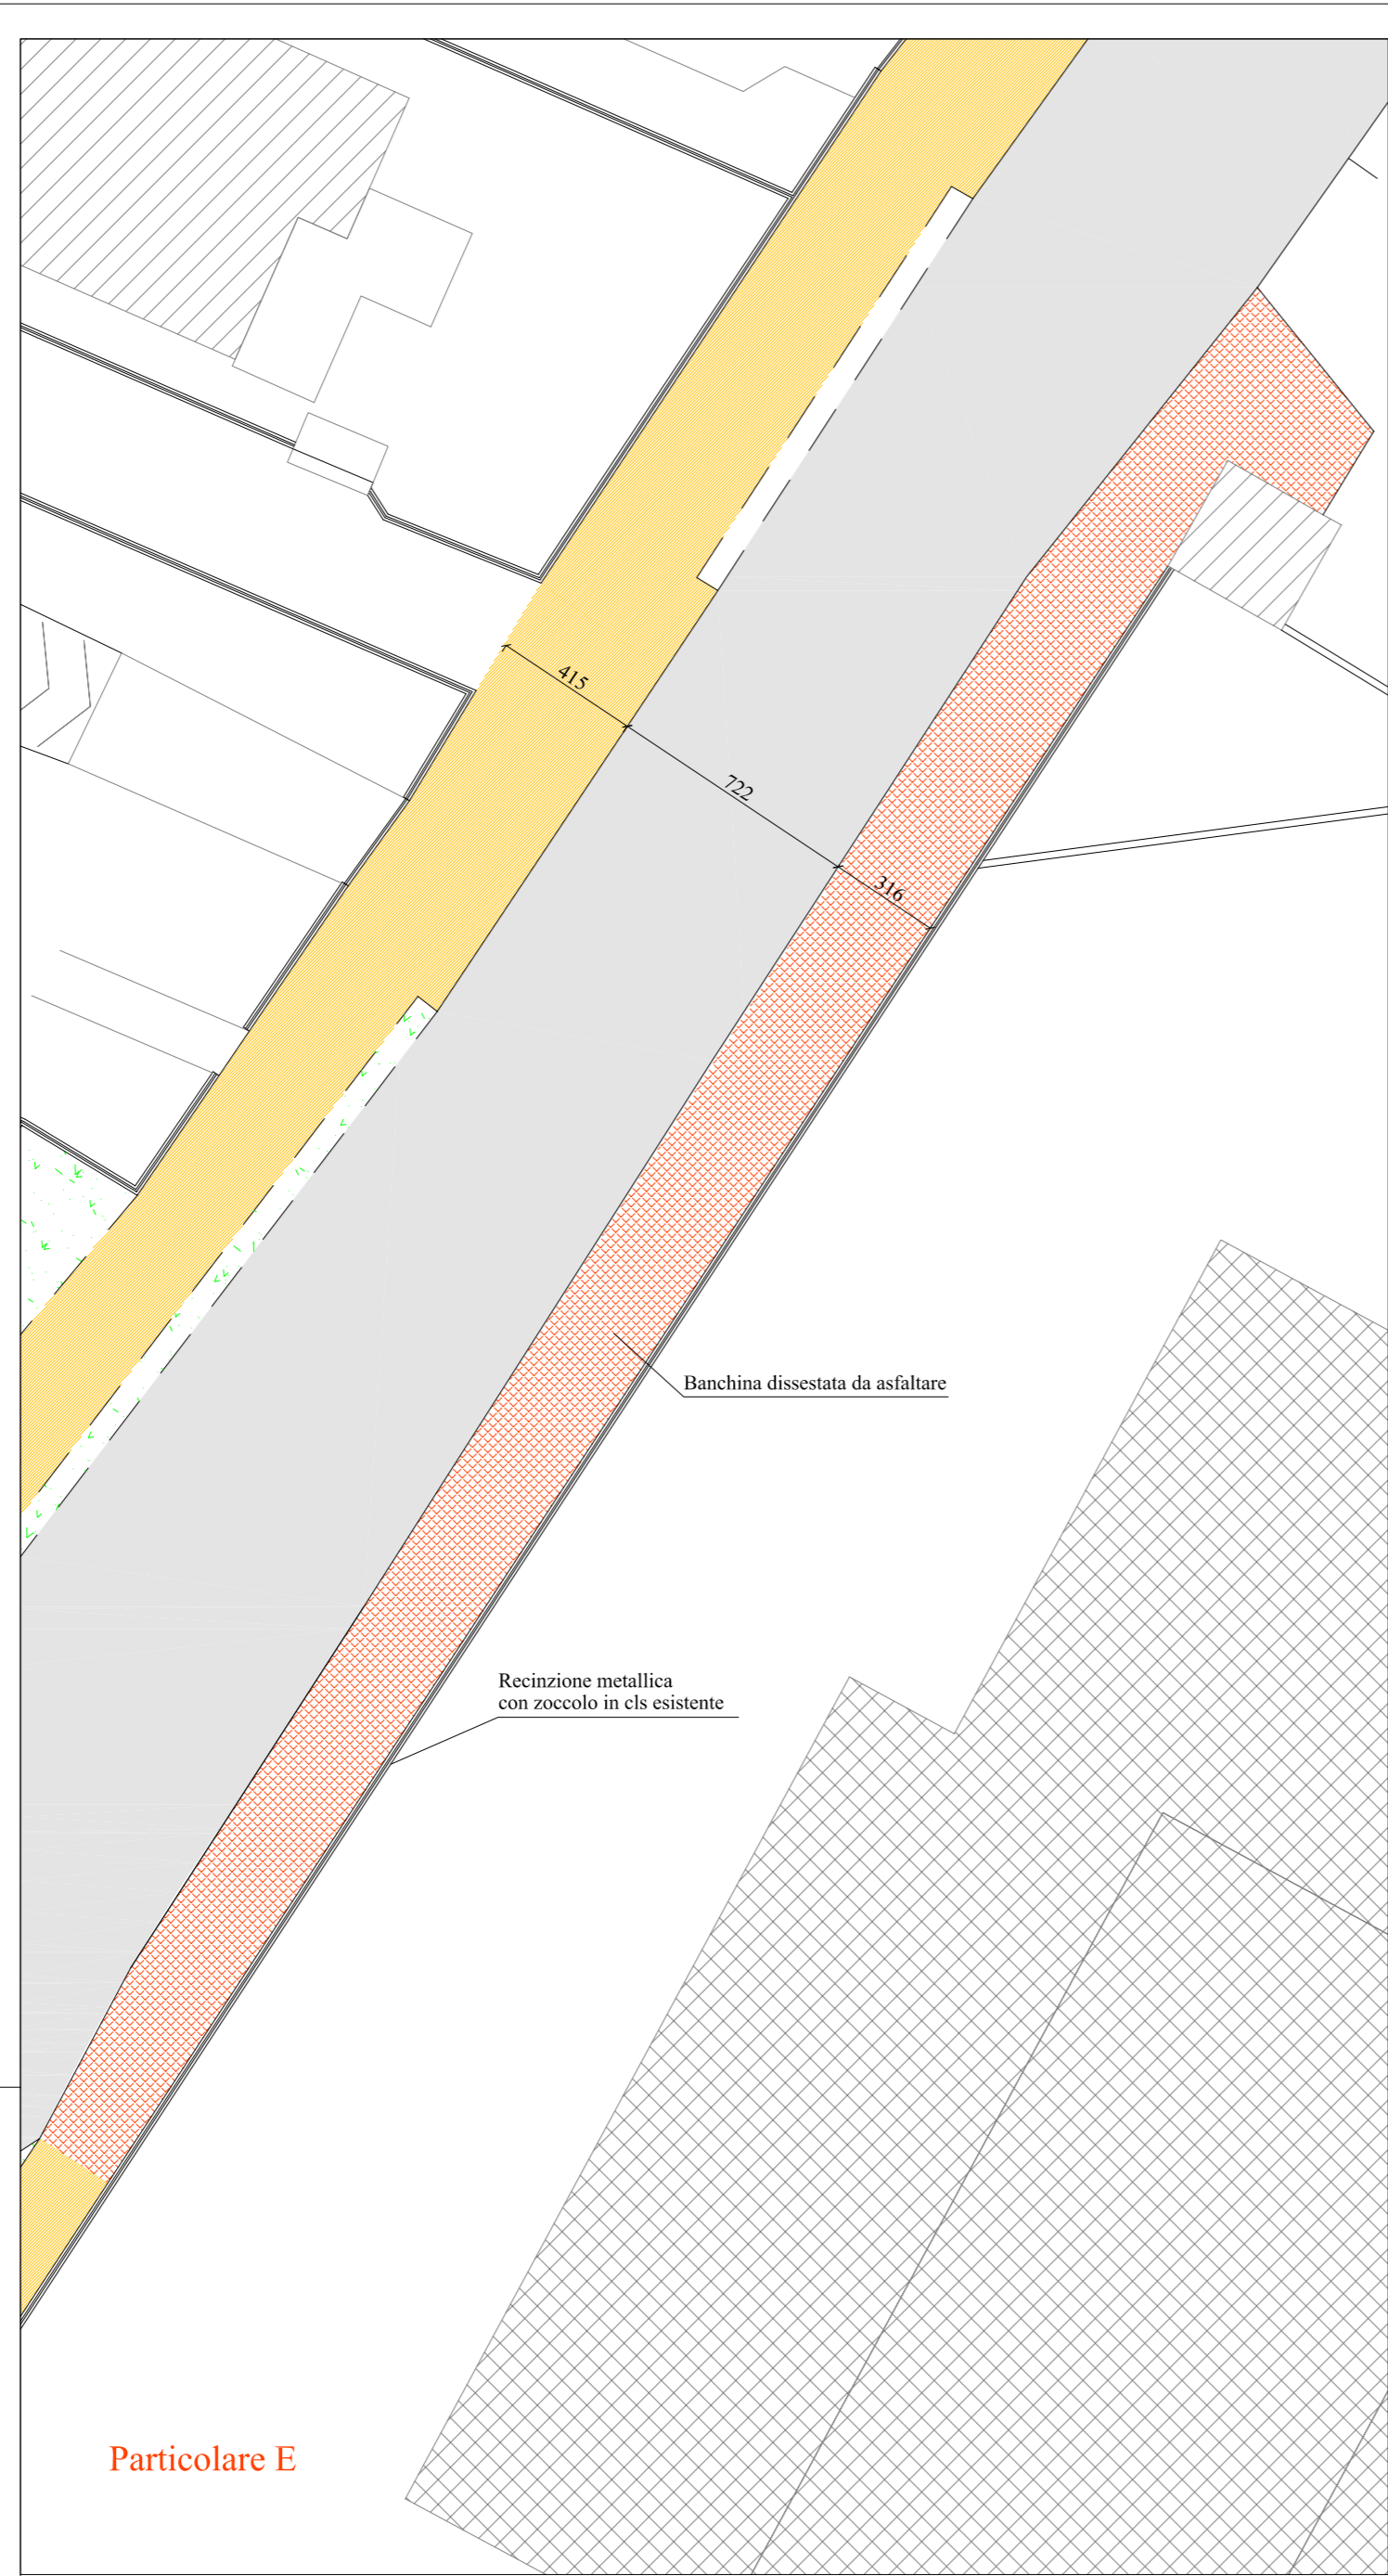 415
722
316
Banchina dissestata da asfaltare
Recinzione metallica
con zoccolo in cls esistente
Particolare E